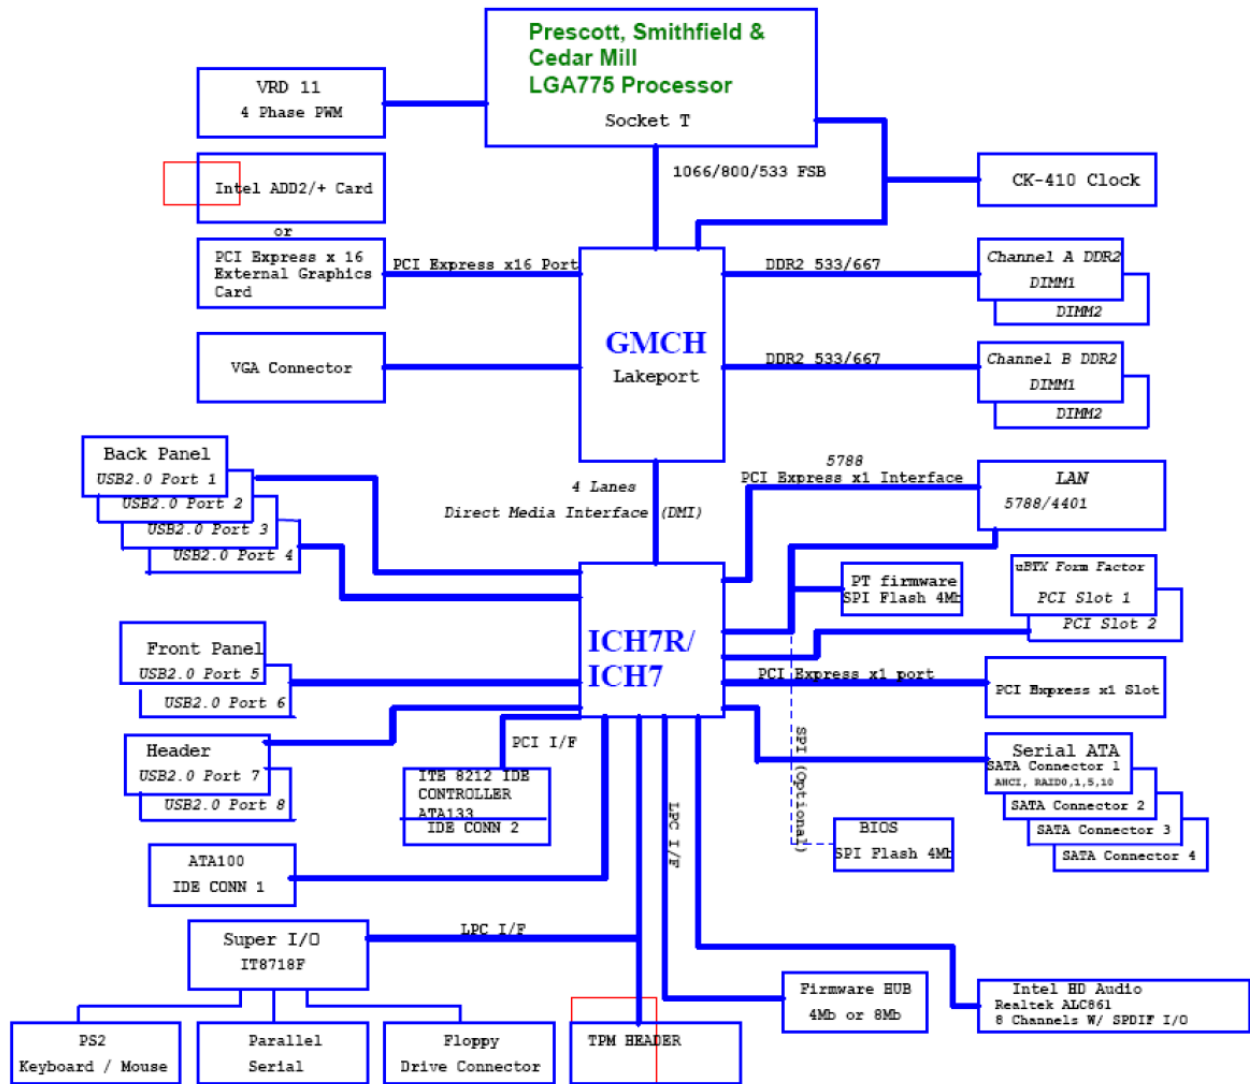 Prescott, Smithfield &
Cedar Mill
LGA775 Processor
Socket T
VRD 11
4 Phase PWM
1066/800/533 FSB
CK-410 Clock
Intel ADD2/+ Card
or
PCI Express x 16
External Graphics
Card
PCI Express x16 Port
DDR2 533/667
Channel A DDR2
DIMM1
DIMM2
GMCH
Lakeport
VGA Connector
DDR2 533/667
Channel B DDR2
DIMM1
DIMM2
Back Panel
USB2.0 Port 1
USB2.0 Port 2
USB2.0 Port 3
USB2.0 Port 4
4 Lanes
Direct Media Interface (DMI)
5788
PCI Express x1 Interface
LAN
5788/4401
PT firmware
SPI Flash 4Mb
uBTX Form Factor
PCI Slot 1
PCI Slot 2
ICH7R/
ICH7
Front Panel
USB2.0 Port 5
USB2.0 Port 6
PCI Express x1 port
PCI Express x1 Slot
Header
USB2.0 Port 7
USB2.0 Port 8
PCI I/F
ITE 8212 IDE
CONTROLLER
ATA133
IDE CONN 2
SPI (Optional)
LPC I/F
Serial ATA
SATA Connector 1
AHCI, RAID0,1,5,10
SATA Connector 2
SATA Connector 3
SATA Connector 4
BIOS
SPI Flash 4Mb
ATA100
IDE CONN 1
Super I/O
IT8718F
LPC I/F
Firmware HUB
4Mb or 8Mb
Intel HD Audio
Realtek ALC861
8 Channels W/ SPDIF I/O
PS2
Keyboard / Mouse
Parallel
Serial
Floppy
Drive Connector
TPM HEADER